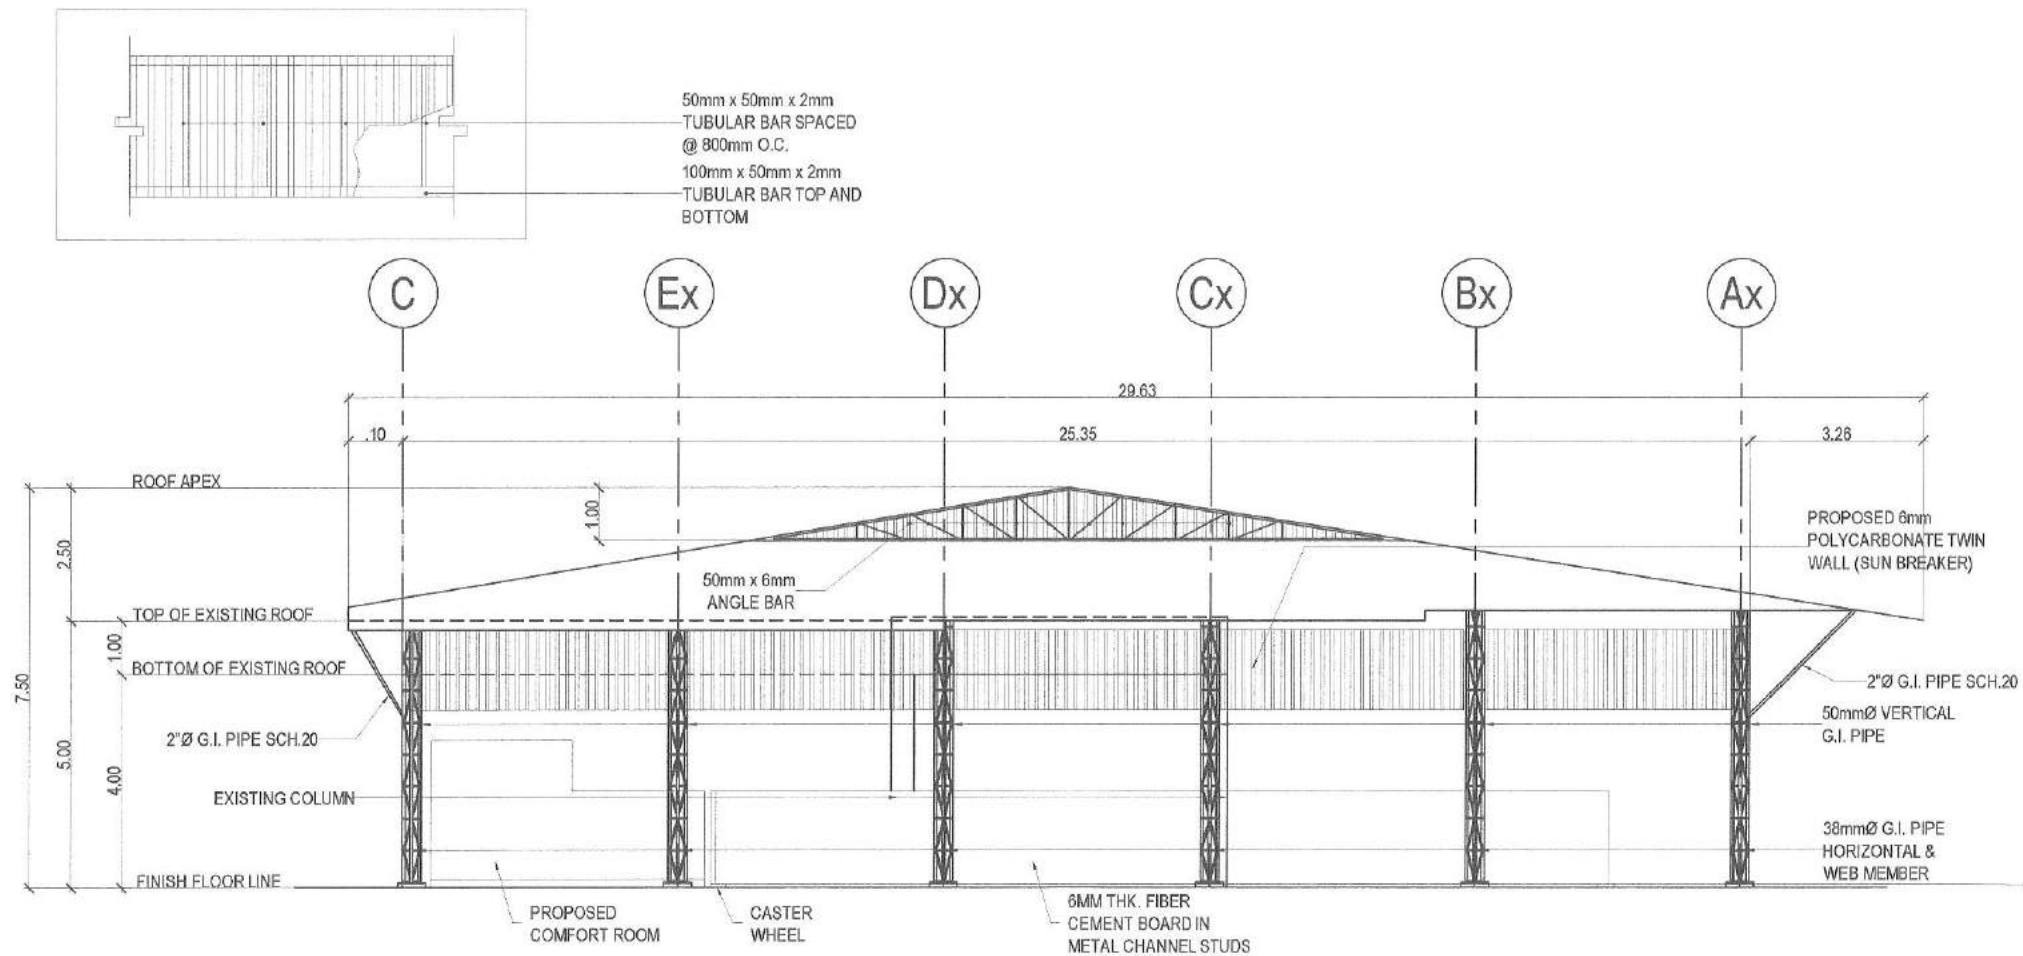 50mm x 50mm x 2mm
TUBULAR BAR SPACED
@ 800mm O.C.
100mm x 50mm x 2mm
TUBULAR BAR TOP AND
BOTTOM
C
Ex
Dx
Cx
Bx
Ax
29.63
.10
25.35
3.26
ROOF APEX
1.00
2.50
PROPOSED 6mm
POLYCARBONATE TWIN
WALL (SUN BREAKER)
50mm x 6mm
ANGLE BAR
TOP OF EXISTING ROOF
1.00
BOTTOM OF EXISTING ROOF
7.50
2"Ø G.I. PIPE SCH.20
2"Ø G.I. PIPE SCH.20
50mmØ VERTICAL
G.I. PIPE
5.00
4.00
EXISTING COLUMN
38mmØ G.I. PIPE
HORIZONTAL &
WEB MEMBER
FINISH FLOOR LINE
PROPOSED
COMFORT ROOM
CASTER
WHEEL
6MM THK. FIBER
CEMENT BOARD IN
METAL CHANNEL STUDS